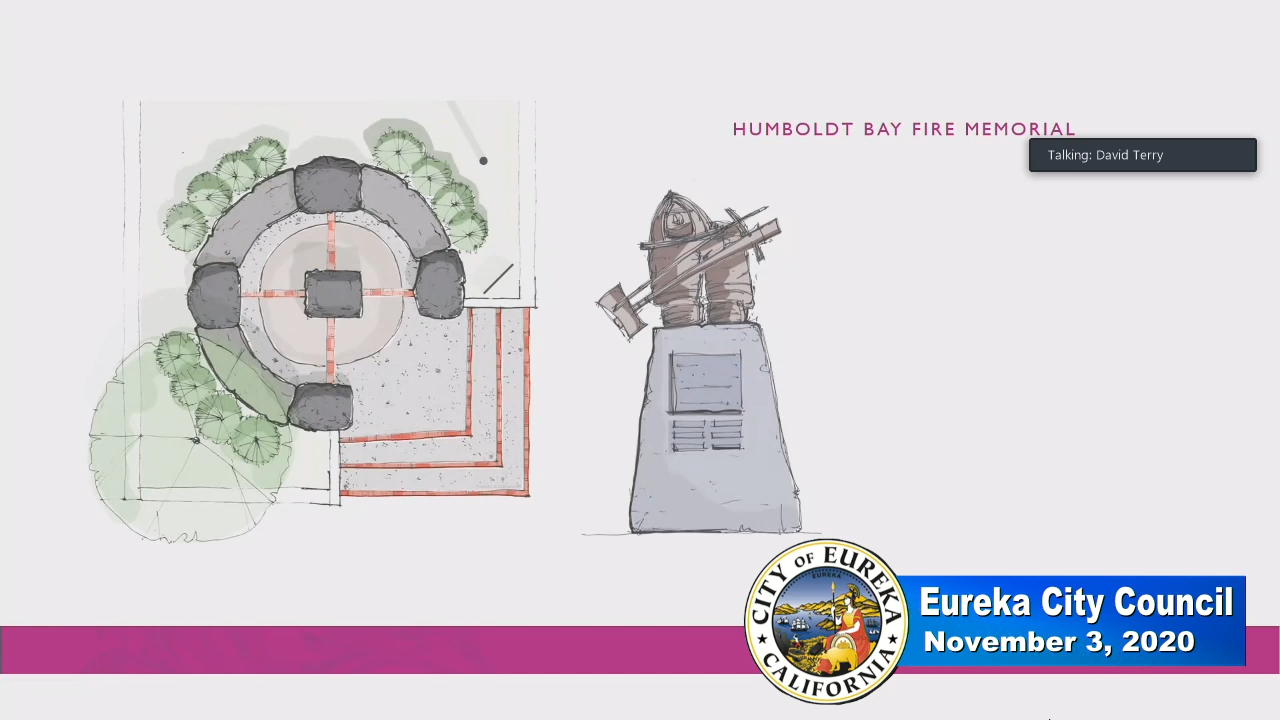 HUMBOLDT BAY FIRE MEMORIAL
Talking: David Terry
CITY OF EUREKA
EUREKA
CALIFORNIA
Eureka City Council
November 3, 2020